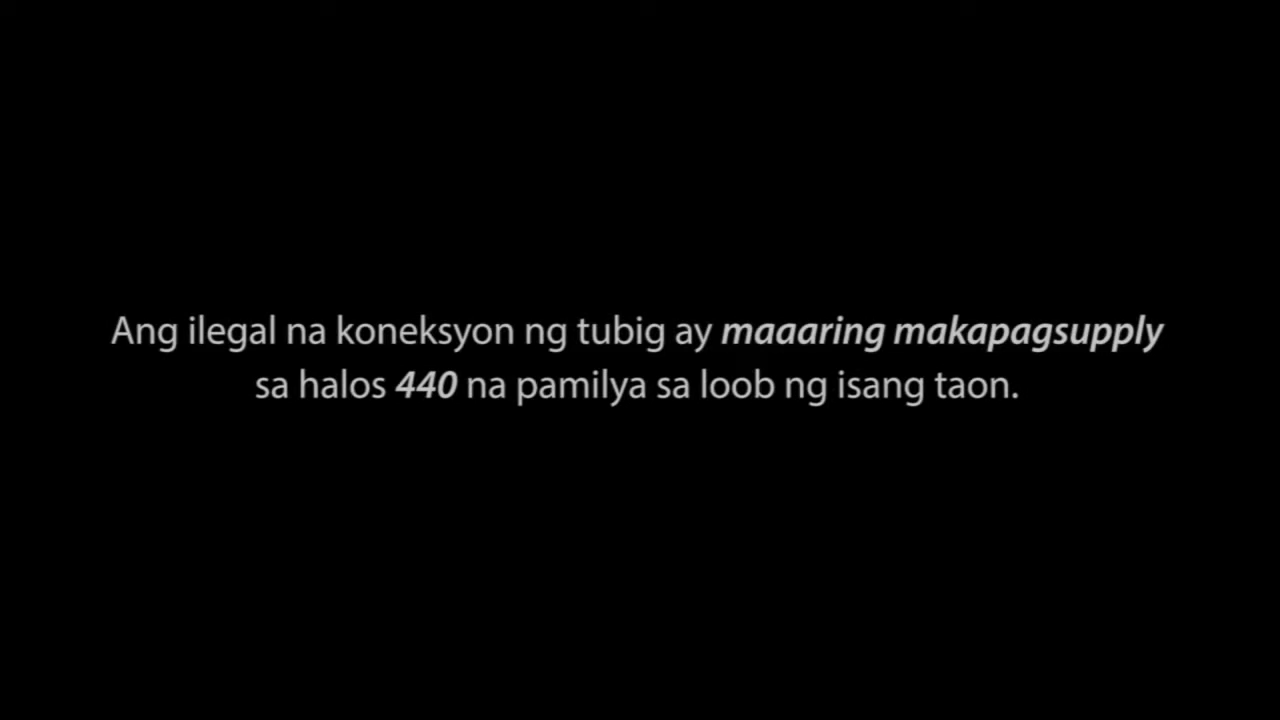 Ang ilegal na koneksyon ng tubig ay maaaring makapagsupply
sa halos 440 na pamilya sa loob ng isang taon.